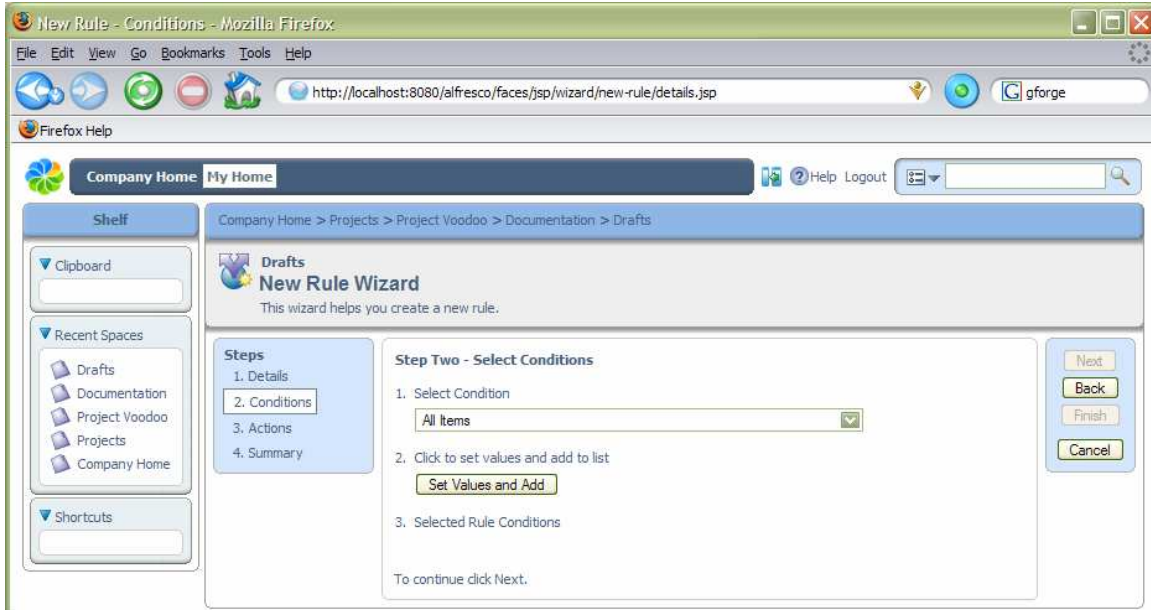 New Rule - Conditions - Mozilla Firefox
File Edit View Go Bookmarks Tools Help
http://localhost:8080/alfresco/faces/jsp/wizard/new-rule/details.jsp
G gforge
Firefox Help
Company Home My Home
Help Logout
Shelf
Company Home > Projects > Project Voodoo > Documentation > Drafts
Clipboard
Drafts
New Rule Wizard
This wizard helps you create a new rule.
Recent Spaces
Drafts
Documentation
Project Voodoo
Projects
Company Home
Shortcuts
Steps
1. Details
2. Conditions
3. Actions
4. Summary
Step Two - Select Conditions
1. Select Condition
All Items
2. Click to set values and add to list
Set Values and Add
3. Selected Rule Conditions
To continue click Next.
Next
Back
Finish
Cancel